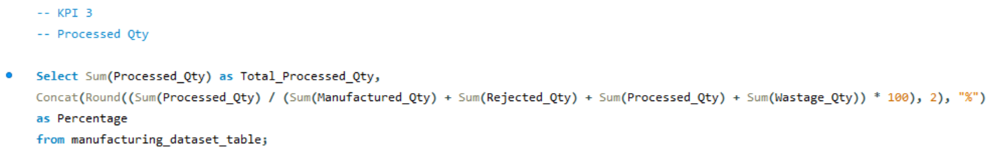 -- KPI 3
-- Processed Qty
Select Sum(Processed_Qty) as Total_Processed_Qty,
Concat(Round((Sum(Processed_Qty) / (Sum(Manufactured_Qty) + Sum(Rejected_Qty) + Sum(Processed_Qty) + Sum(Wastage_Qty)) * 100), 2), "%")
as Percentage
from manufacturing_dataset_table;